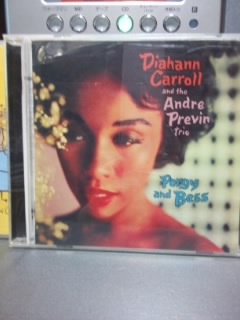 Diahann
Carroll
and the
Andre
Previn
Trio
Porgy
and Bess